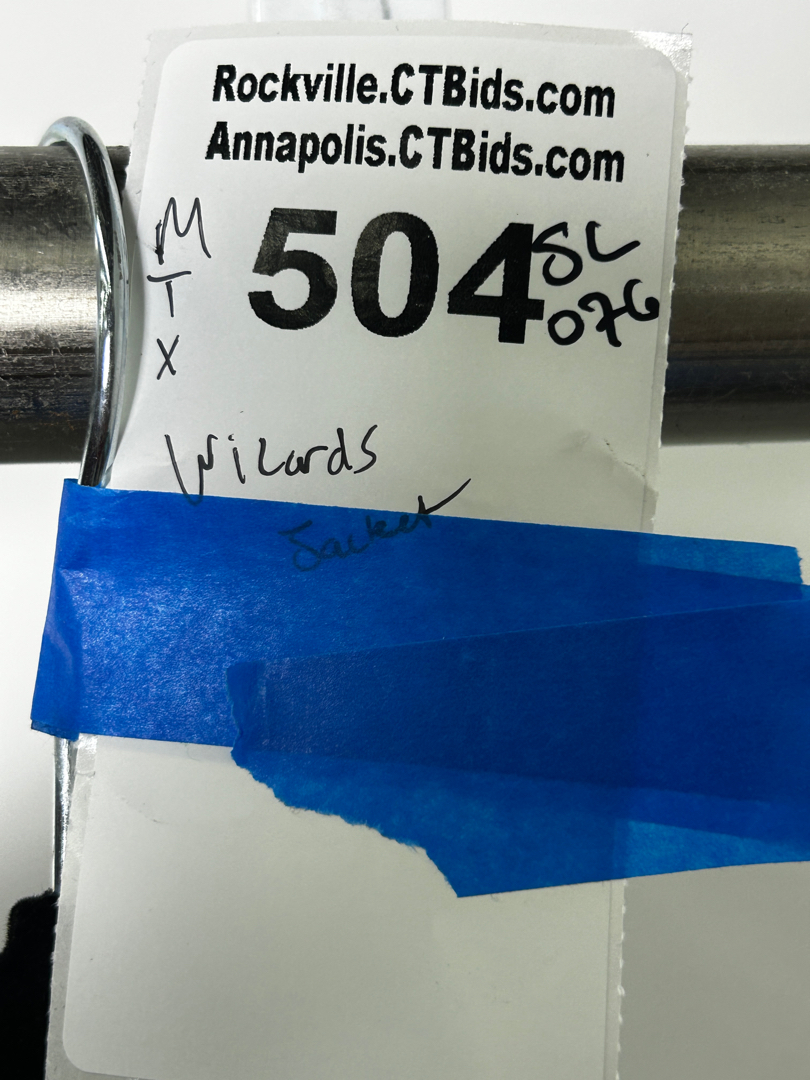 Rockville.CTBids.com
Annapolis.CTBids.com
504
SL
076
M
T
X
Wizards
Jacket